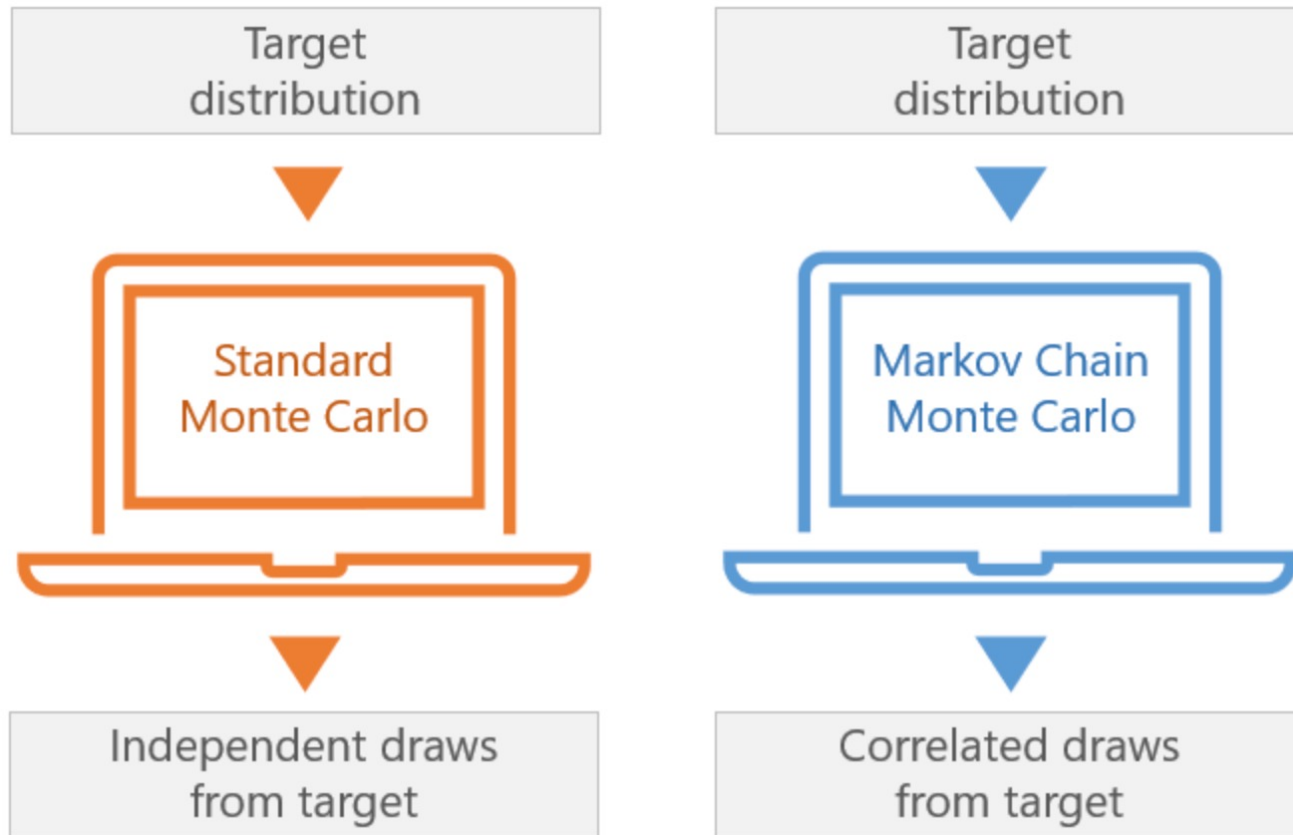 Target
distribution
Standard
Monte Carlo
Independent draws
from target
Target
distribution
Markov Chain
Monte Carlo
Correlated draws
from target